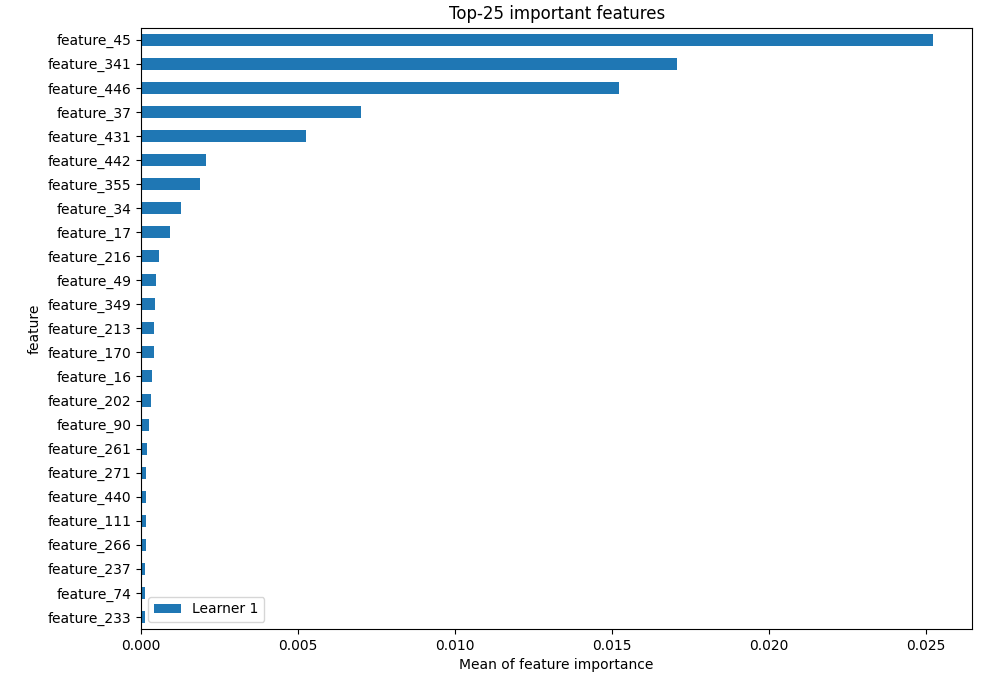 Top-25 important features
feature_45
feature_341
feature_446
feature_37
feature_431
feature_442
feature_355
feature_34
feature_17
feature_216
feature_49
feature_349
feature_213
feature_170
feature_16
feature_202
feature_90
feature_261
feature_271
feature_440
feature_111
feature_266
feature_237
feature_74
feature_233
feature
Learner 1
0.000 0.005 0.010 0.015 0.020 0.025
Mean of feature importance